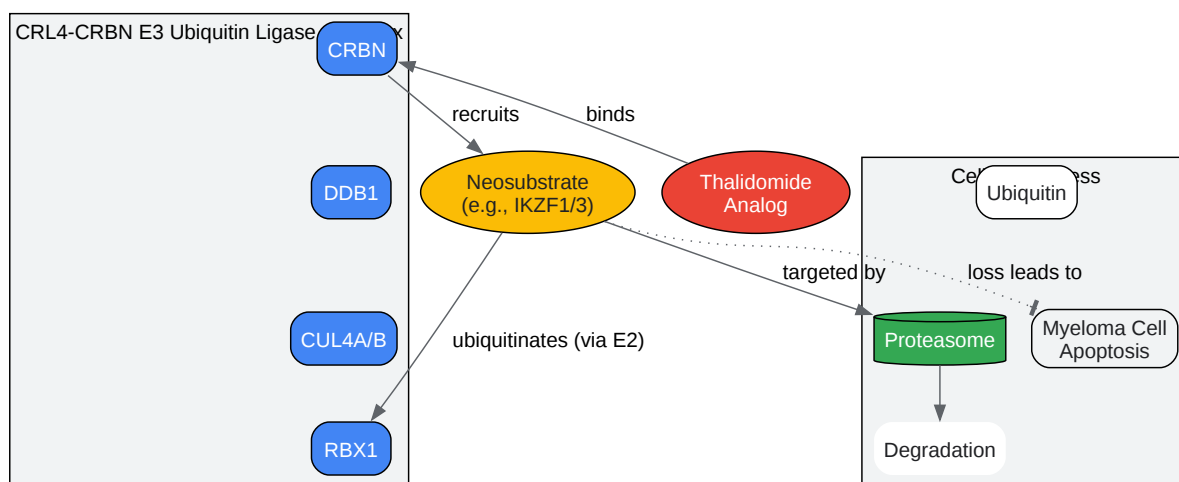 CRL4-CRBN E3 Ubiquitin Ligase
CRBN
recruits
binds
DDB1
Neosubstrate
(e.g., IKZF1/3)
Thalidomide
Analog
Ubiquitin
targeted by
loss leads to
CUL4A/B
ubiquitinates (via E2)
Proteasome
Myeloma Cell
Apoptosis
RBX1
Degradation